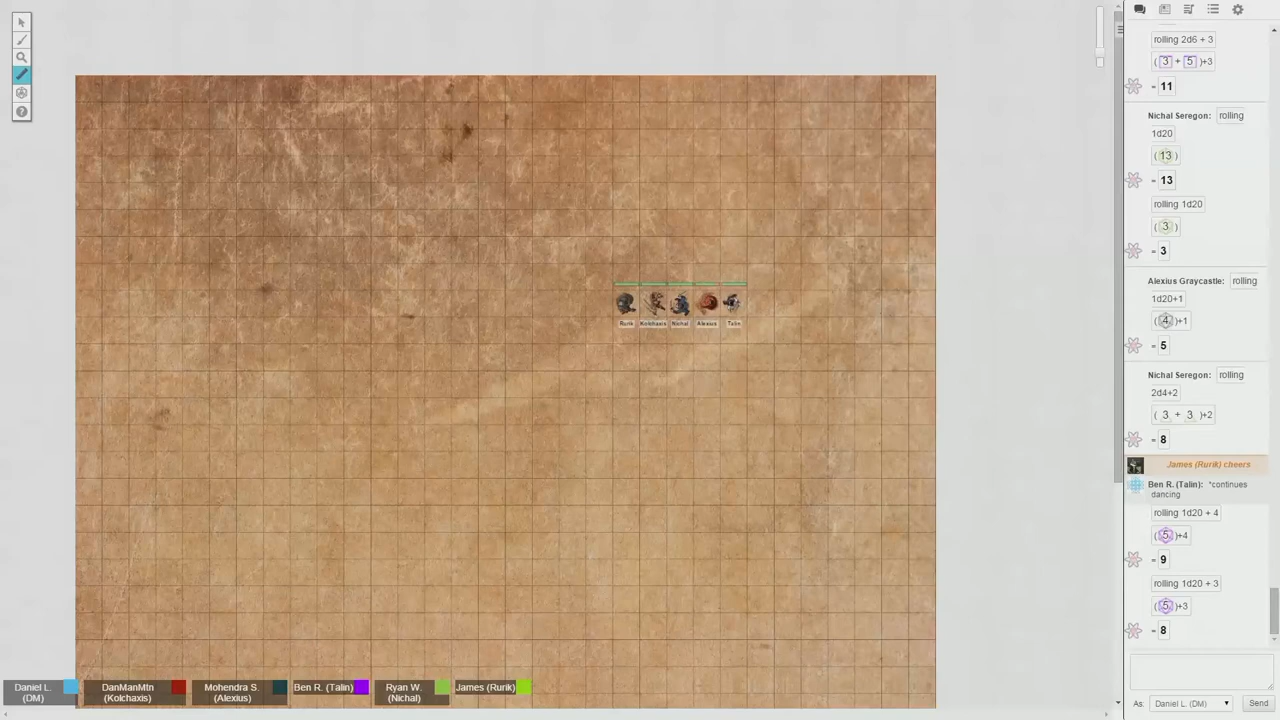 rolling 2d6 + 3
( 3 + 5 )+3
= 11
Nichal Seregon: rolling
1d20
( 13 )
= 13
rolling 1d20
( 3 )
= 3
Alexius Graycastle: rolling
1d20+1
( 4 )+1
= 5
Nichal Seregon: rolling
2d4+2
( 3 + 3 )+2
= 8
James (Rurik) cheers
Ben R. (Talin): *continues
dancing
rolling 1d20 + 4
( 5 )+4
= 9
rolling 1d20 + 3
( 5 )+3
= 8
Rurik Kolchaxis Nichal Alexius Talin
Daniel L.
(DM)
DanManMtn
(Kolchaxis)
Mohendra S.
(Alexius)
Ben R. (Talin)
Ryan W.
(Nichal)
James (Rurik)
As: Daniel L. (DM) Send